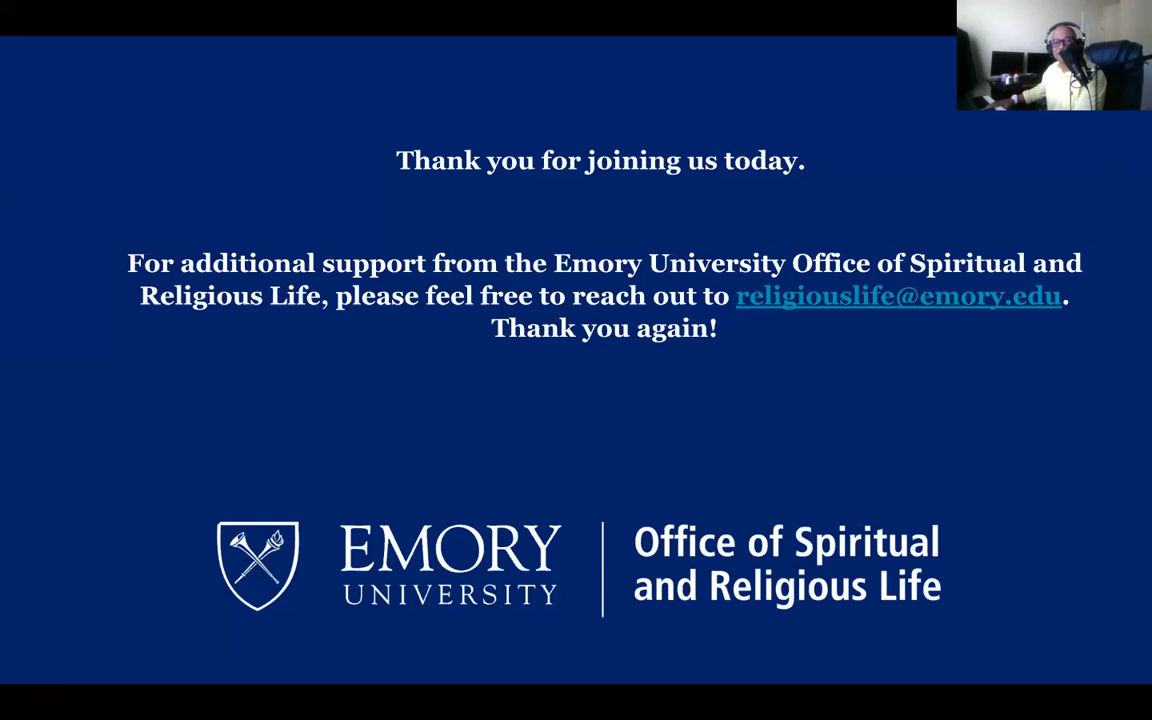 Thank you for joining us today.
For additional support from the Emory University Office of Spiritual and
Religious Life, please feel free to reach out to religiouslife@emory.edu.
Thank you again!
EMORY
UNIVERSITY
Office of Spiritual
and Religious Life